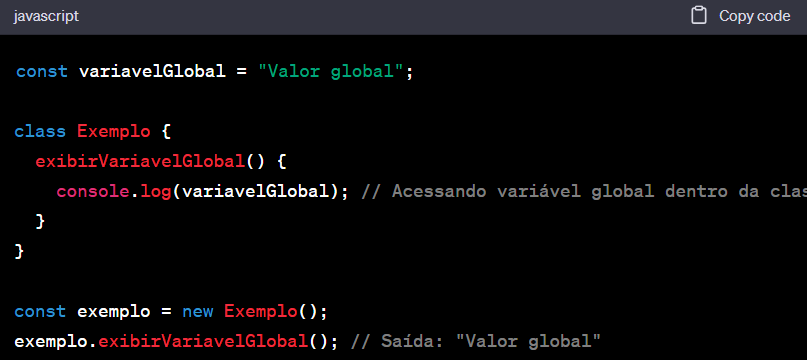 javascript
Copy code
const variavelGlobal = "Valor global";
class Exemplo {
exibirVariavelGlobal() {
console.log(variavelGlobal); // Acessando variável global dentro da clas
}
}
const exemplo = new Exemplo();
exemplo.exibirVariavelGlobal(); // Saída: "Valor global"